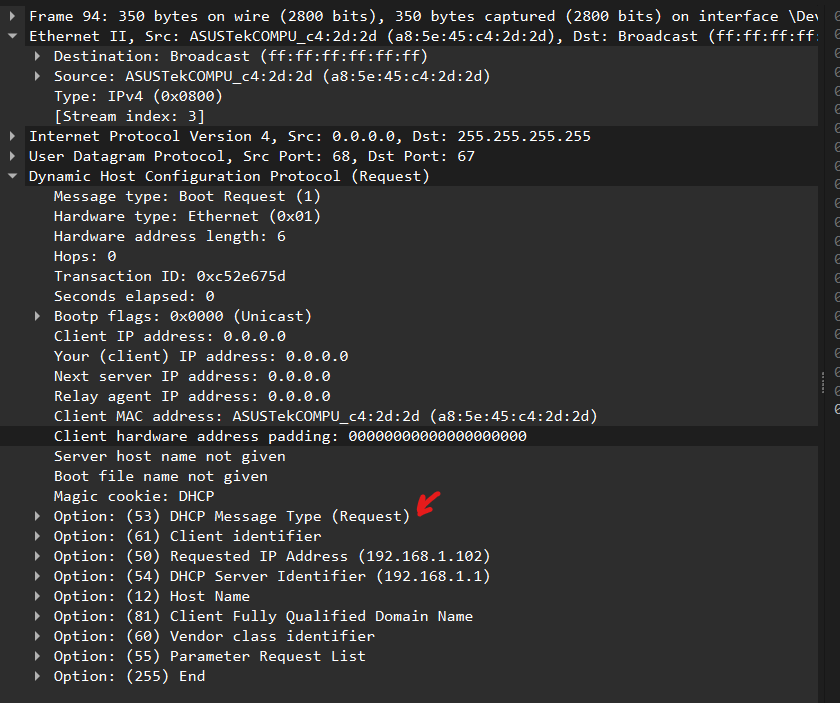 Frame 94: 350 bytes on wire (2800 bits), 350 bytes captured (2800 bits) on interface \Dev
Ethernet II, Src: ASUSTekCOMPU_c4:2d:2d (a8:5e:45:c4:2d:2d), Dst: Broadcast (ff:ff:ff:ff:
Destination: Broadcast (ff:ff:ff:ff:ff:ff)
Source: ASUSTekCOMPU_c4:2d:2d (a8:5e:45:c4:2d:2d)
Type: IPv4 (0x0800)
[Stream index: 3]
Internet Protocol Version 4, Src: 0.0.0.0, Dst: 255.255.255.255
User Datagram Protocol, Src Port: 68, Dst Port: 67
Dynamic Host Configuration Protocol (Request)
Message type: Boot Request (1)
Hardware type: Ethernet (0x01)
Hardware address length: 6
Hops: 0
Transaction ID: 0xc52e675d
Seconds elapsed: 0
Bootp flags: 0x0000 (Unicast)
Client IP address: 0.0.0.0
Your (client) IP address: 0.0.0.0
Next server IP address: 0.0.0.0
Relay agent IP address: 0.0.0.0
Client MAC address: ASUSTekCOMPU_c4:2d:2d (a8:5e:45:c4:2d:2d)
Client hardware address padding: 00000000000000000000
Server host name not given
Boot file name not given
Magic cookie: DHCP
Option: (53) DHCP Message Type (Request)
Option: (61) Client identifier
Option: (50) Requested IP Address (192.168.1.102)
Option: (54) DHCP Server Identifier (192.168.1.1)
Option: (12) Host Name
Option: (81) Client Fully Qualified Domain Name
Option: (60) Vendor class identifier
Option: (55) Parameter Request List
Option: (255) End